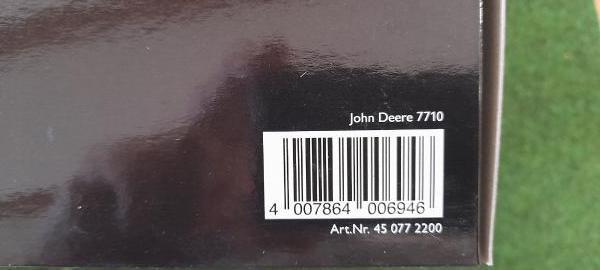 John Deere 7710
4 007864 006946
Art.Nr. 45 077 2200